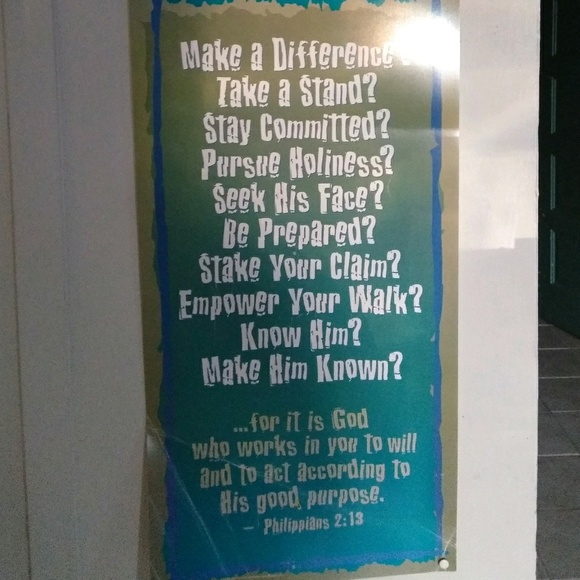 Make a Difference?
Take a Stand?
Stay Committed?
Pursue Holiness?
Seek His Face?
Be Prepared?
Stake Your Claim?
Empower Your Walk?
Know Him?
Make Him Known?
...for it is God
who works in you to will
and to act according to
His good purpose.
– Philippians 2:13